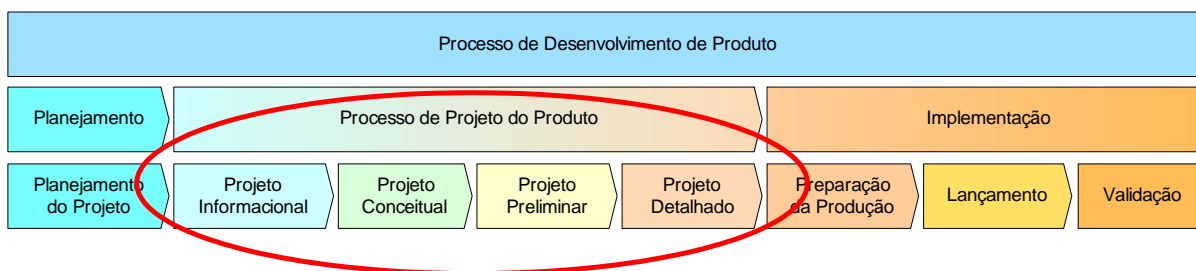 Processo de Desenvolvimento de Produto
Planejamento
Processo de Projeto do Produto
Implementação
Planejamento
do Projeto
Projeto
Informacional
Projeto
Conceitual
Projeto
Preliminar
Projeto
Detalhado
Preparação
da Produção
Lançamento
Validação